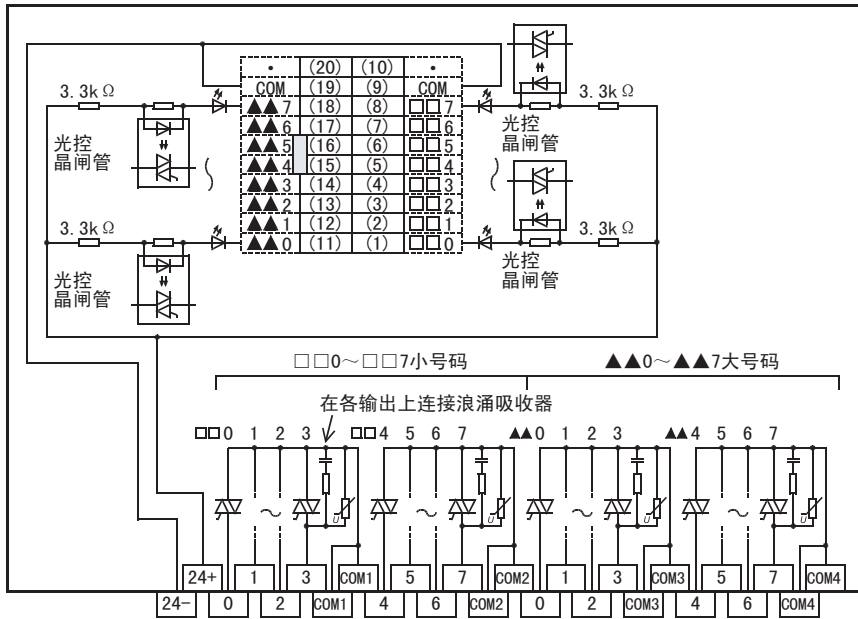 · (20) (10) ·
COM (19) (9) COM
▲▲7 (18) (8) □□7
▲▲6 (17) (7) □□6
▲▲5 (16) (6) □□5
▲▲4 (15) (5) □□4
▲▲3 (14) (4) □□3
▲▲2 (13) (3) □□2
▲▲1 (12) (2) □□1
▲▲0 (11) (1) □□0
3.3kΩ
光控
晶闸管
3.3kΩ
光控
晶闸管
3.3kΩ
光控
晶闸管
3.3kΩ
光控
晶闸管
□□0～□□7小号码 ▲▲0～▲▲7大号码
在各输出上连接浪涌吸收器
□□0 1 2 3 □□4 5 6 7 ▲▲0 1 2 3 ▲▲4 5 6 7
～ ～ ～ ～
U U U U
24+ 1 3 COM1 5 7 COM2 1 3 COM3 5 7 COM4
24- 0 2 COM1 4 6 COM2 0 2 COM3 4 6 COM4